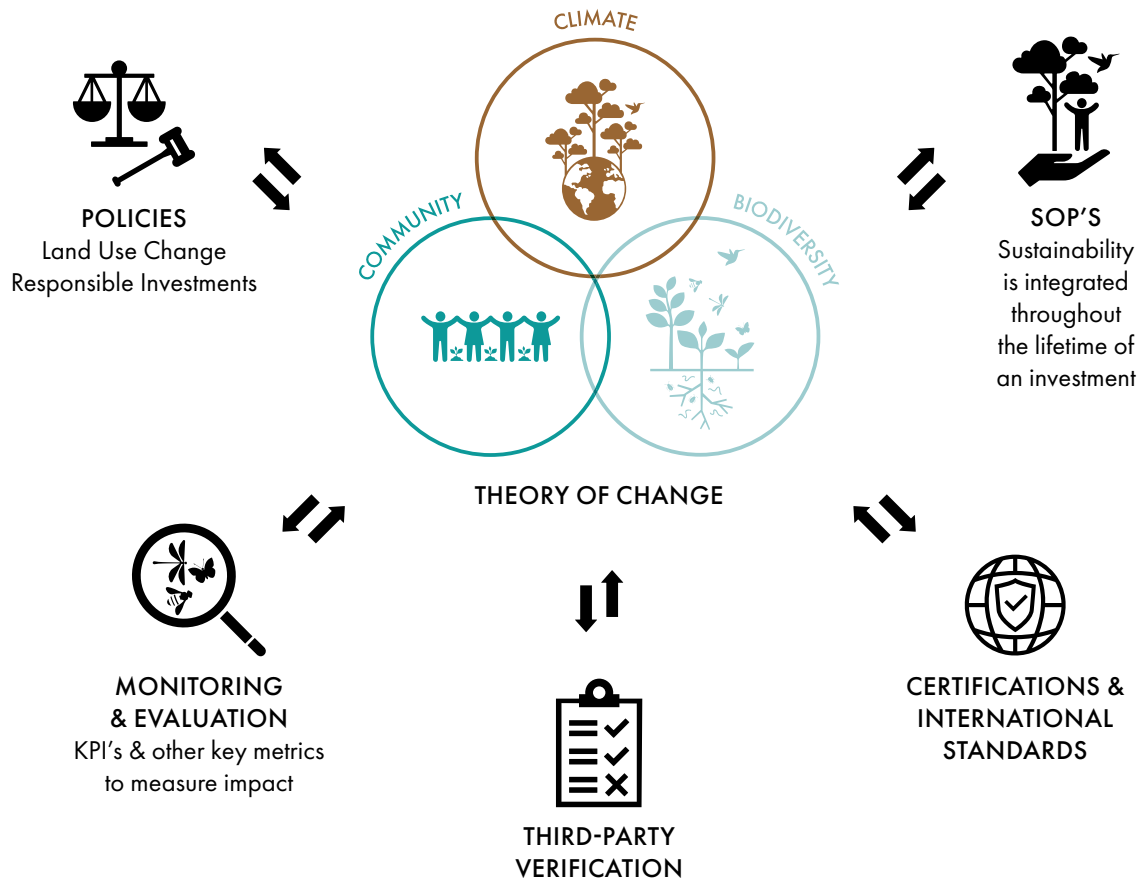 CLIMATE
COMMUNITY
BIODIVERSITY
POLICIES
Land Use Change
Responsible Investments
SOP'S
Sustainability
is integrated
throughout
the lifetime of
an investment
THEORY OF CHANGE
MONITORING
& EVALUATION
KPI's & other key metrics
to measure impact
THIRD-PARTY
VERIFICATION
CERTIFICATIONS &
INTERNATIONAL
STANDARDS